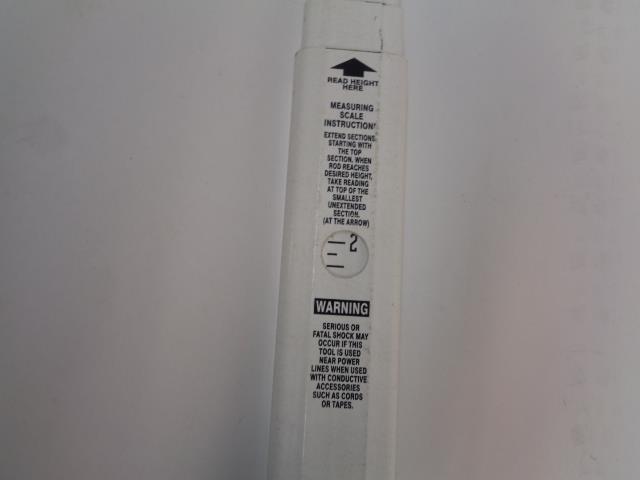 READ HEIGHT
HERE
MEASURING
SCALE
INSTRUCTION
EXTEND SECTIONS
STARTING WITH
THE TOP
SECTION, WHEN
ROD REACHES
DESIRED HEIGHT,
TAKE READING
AT TOP OF THE
SMALLEST
UNEXTENDED
SECTION.
(AT THE ARROW)
2
WARNING
SERIOUS OR
FATAL SHOCK MAY
OCCUR IF THIS
TOOL IS USED
NEAR POWER
LINES WHEN USED
WITH CONDUCTIVE
ACCESSORIES
SUCH AS CORDS
OR TAPES.